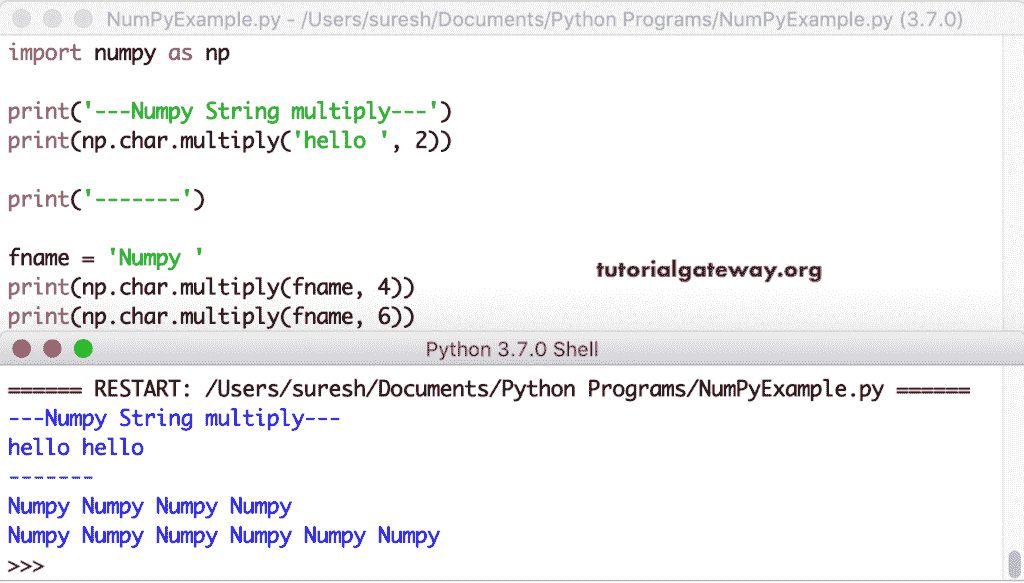 NumPyExample.py - /Users/suresh/Documents/Python Programs/NumPyExample.py (3.7.0)
import numpy as np
print('---Numpy String multiply---')
print(np.char.multiply('hello ', 2))
print('-------')
fname = 'Numpy '
tutorialgateway.org
print(np.char.multiply(fname, 4))
print(np.char.multiply(fname, 6))
Python 3.7.0 Shell
====== RESTART: /Users/suresh/Documents/Python Programs/NumPyExample.py ======
---Numpy String multiply---
hello hello
-------
Numpy Numpy Numpy Numpy
Numpy Numpy Numpy Numpy Numpy Numpy
>>>